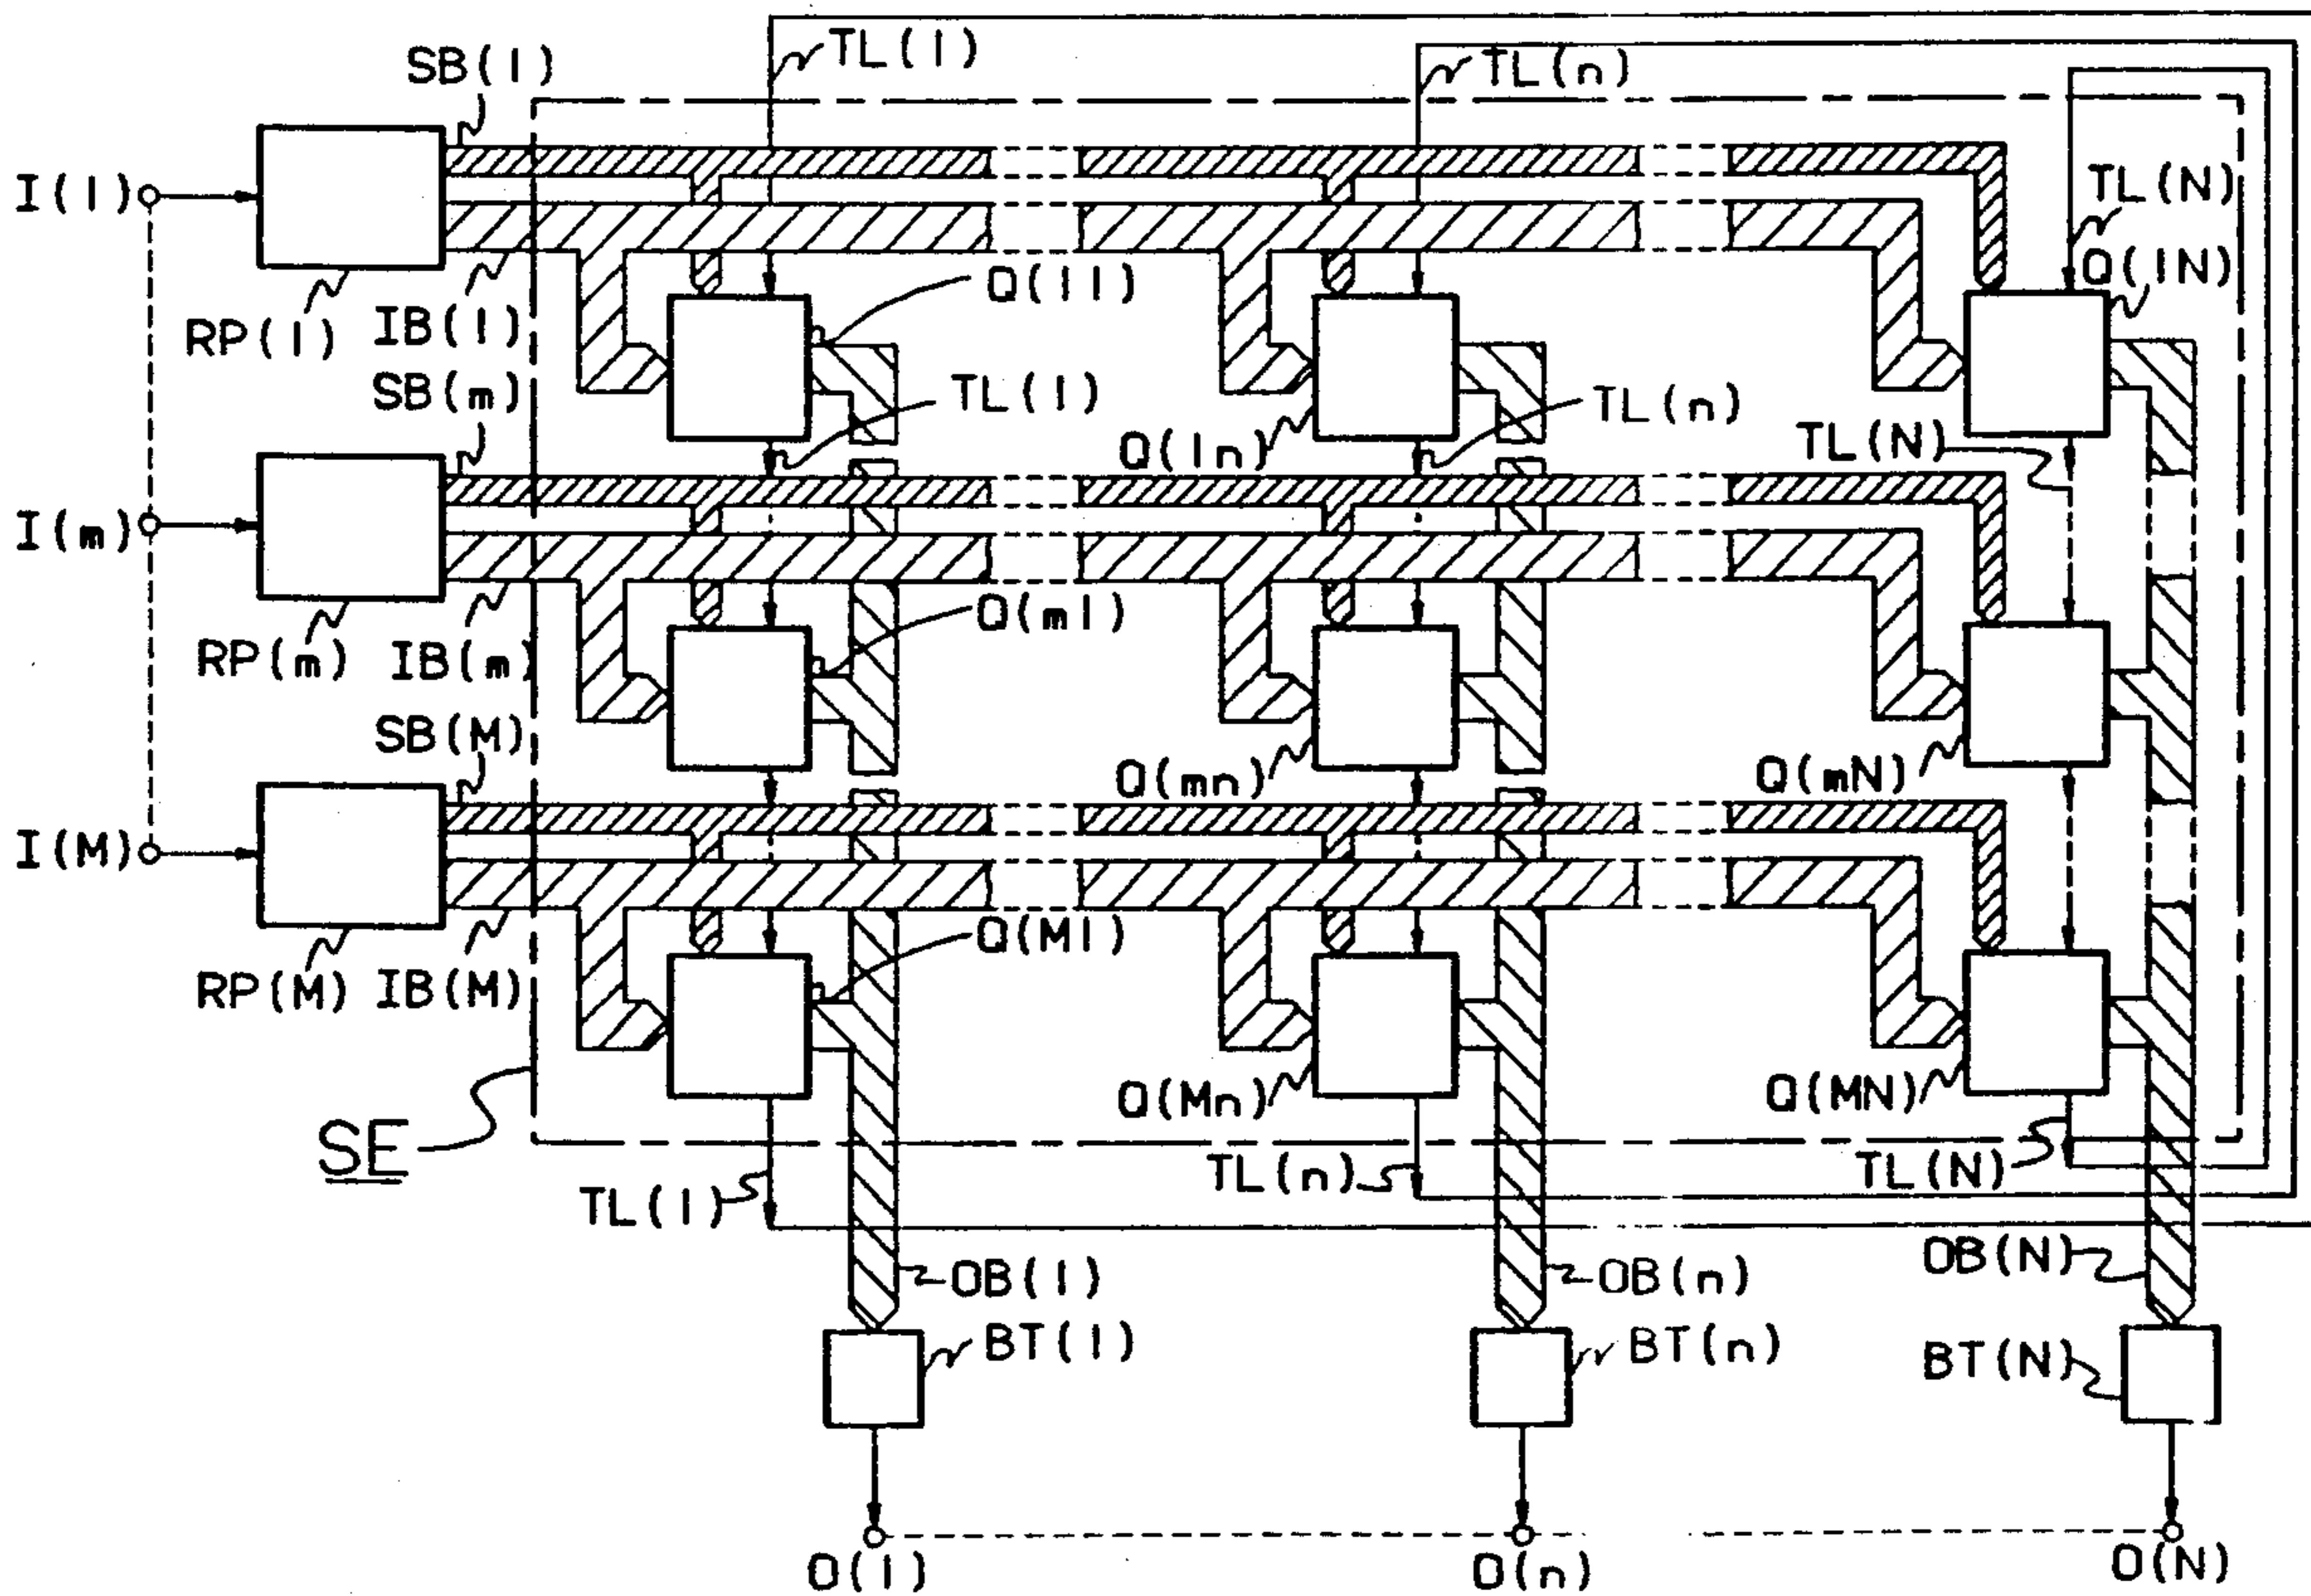 TL(1)
TL(n)
SB(1)
I(1)
TL(N)
Q(1N)
Q(11)
RP(1)
IB(1)
SB(m)
TL(1)
TL(n)
Q(1n)
TL(N)
I(m)
Q(m1)
RP(m)
IB(m)
SB(M)
Q(mn)
Q(mN)
I(M)
Q(M1)
RP(M)
IB(M)
Q(Mn)
Q(MN)
SE
TL(1)
TL(n)
TL(N)
OB(1)
OB(n)
OB(N)
BT(1)
BT(n)
BT(N)
O(1)
O(n)
O(N)